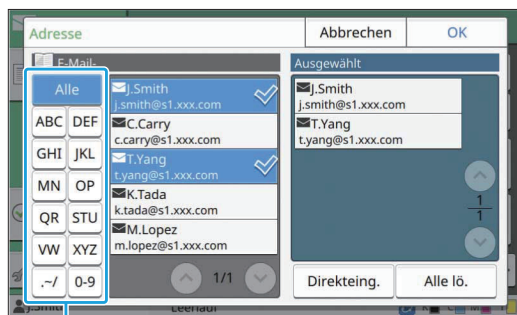 Adresse
Abbrechen
OK
E-Mail-
Ausgewählt
Alle
ABC DEF
GHI JKL
MN OP
QR STU
VW XYZ
.~/ 0-9
J.Smith
j.smith@s1.xxx.com
C.Carry
c.carry@s1.xxx.com
T.Yang
t.yang@s1.xxx.com
K.Tada
k.tada@s1.xxx.com
M.Lopez
m.lopez@s1.xxx.com
1/1
J.Smith
j.smith@s1.xxx.com
T.Yang
t.yang@s1.xxx.com
1
1
Direkteing.
Alle lö.
J.Smith
Leerlauf